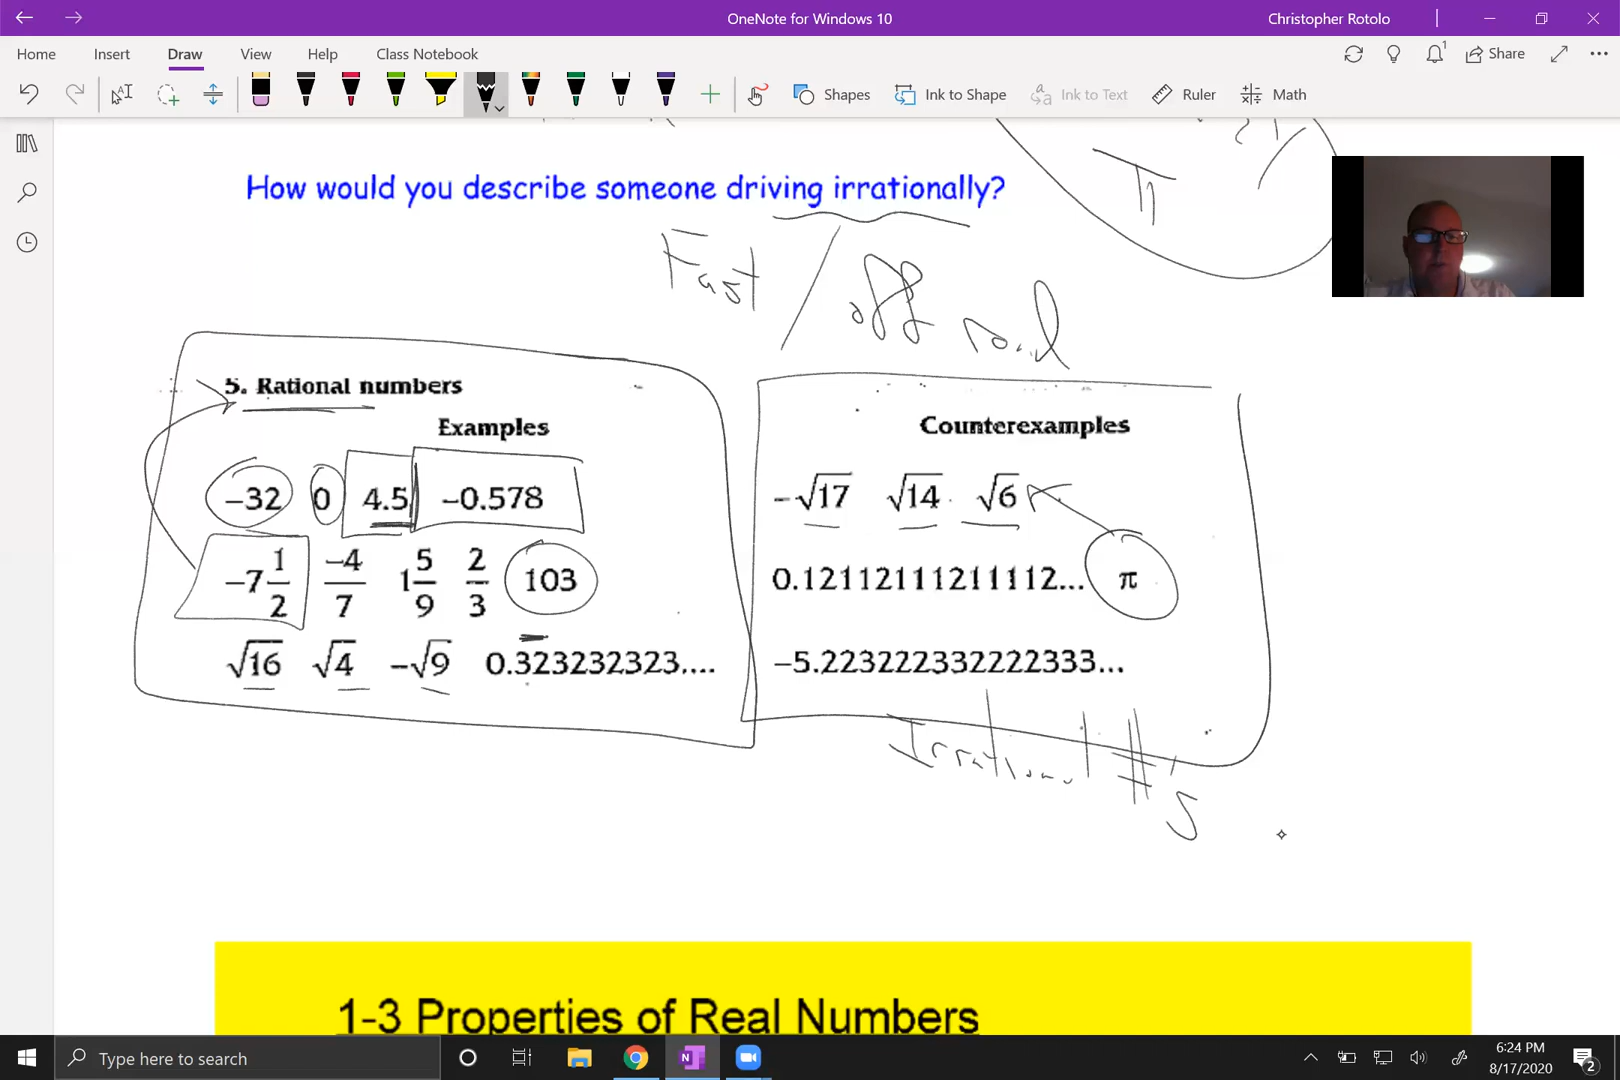 OneNote for Windows 10
Christopher Rotolo
Home Insert Draw View Help Class Notebook
1
Share
Shapes Ink to Shape Ink to Text Ruler Math
π
How would you describe someone driving irrationally?
Fast / off road
5. Rational numbers
Examples
−32 0 4.5 −0.578
−7 1/2 −4/7 1 5/9 2/3 103
√16 √4 −√9 0.323232323,...
Counterexamples
−√17 √14 √6
0.12112111211112... π
−5.223222332222333...
Irrational #'s
1-3 Properties of Real Numbers
Type here to search
6:24 PM
8/17/2020
2